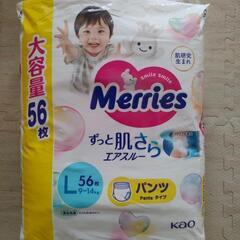 大容量
56枚
肌研究
生まれ
smile smile
Merries
ずっと肌さら
エアスルー
L 56枚
9~14kg
パンツ
Pants タイプ
Kao